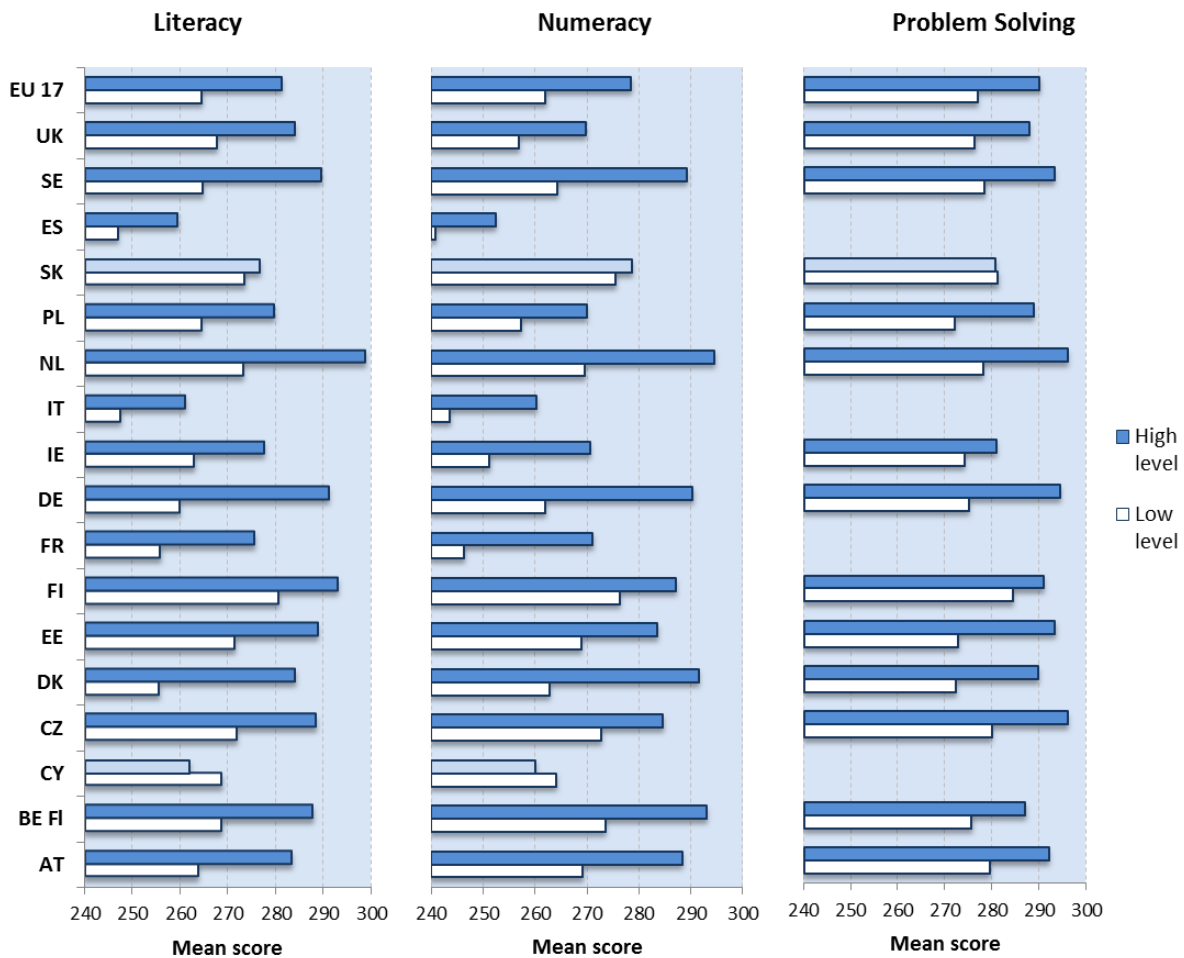 Literacy
Numeracy
Problem Solving
EU 17
UK
SE
ES
SK
PL
NL
IT
IE
DE
FR
FI
EE
DK
CZ
CY
BE Fl
AT
High
level
Low
level
240 250 260 270 280 290 300
240 250 260 270 280 290 300
240 250 260 270 280 290 300
Mean score
Mean score
Mean score